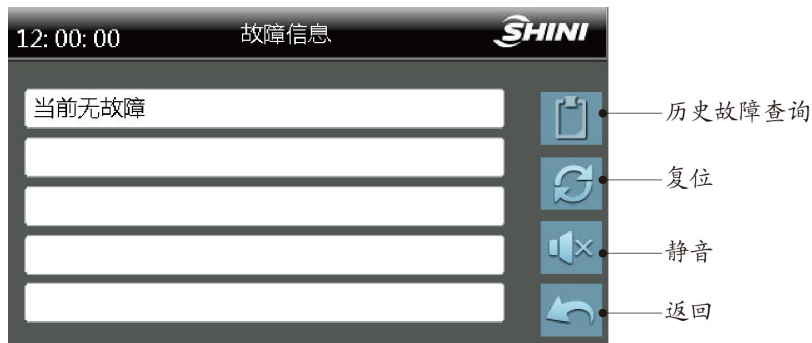 12:00:00 故障信息 SHINI
当前无故障
历史故障查询
复位
静音
返回